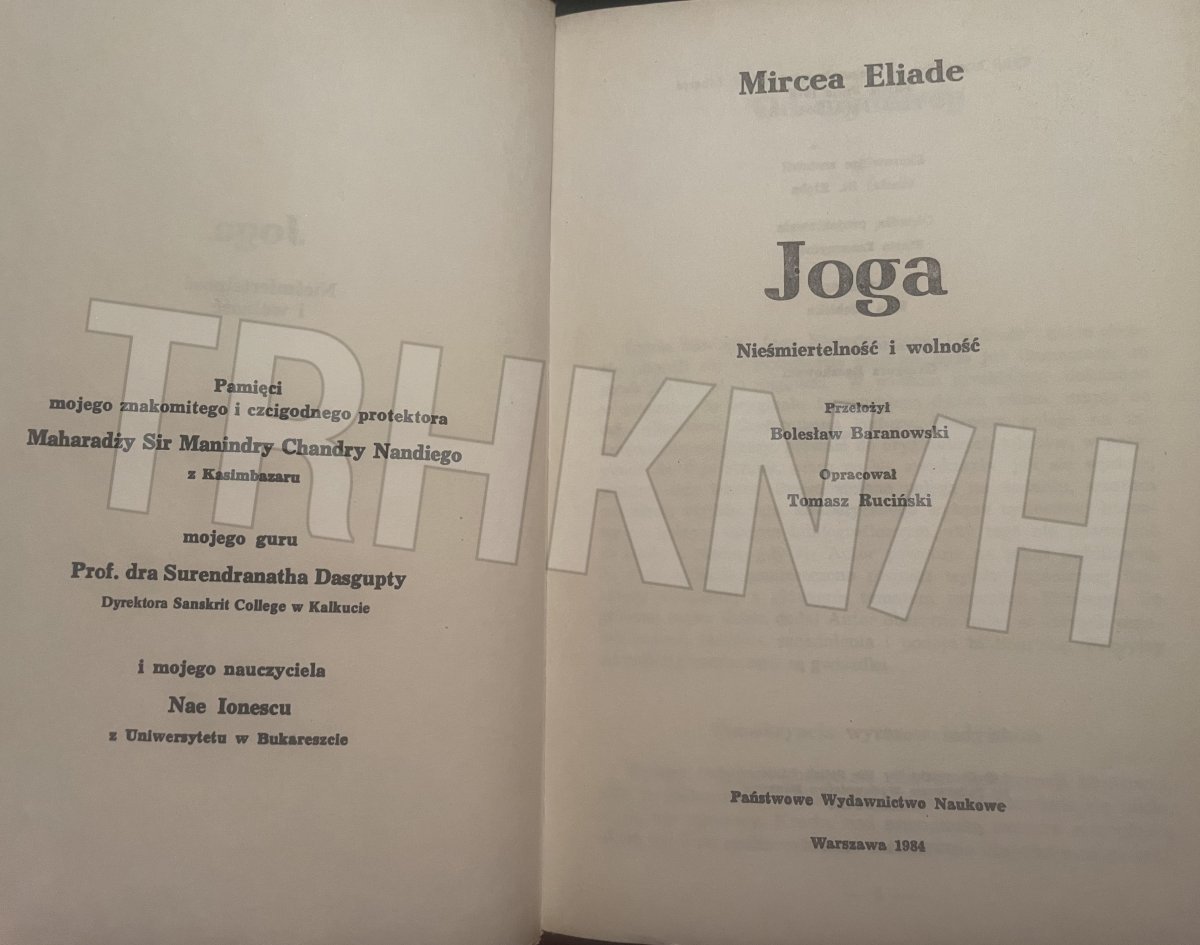 Pamięci
mojego znakomitego i czcigodnego protektora
Maharadży Sir Manindry Chandry Nandiego
z Kasimbazaru
mojego guru
Prof. dra Surendranatha Dasgupty
Dyrektora Sanskrit College w Kalkucie
i mojego nauczyciela
Nae Ionescu
z Uniwersytetu w Bukareszcie
Mircea Eliade
Joga
Nieśmiertelność i wolność
Przełożył
Bolesław Baranowski
Opracował
Tomasz Ruciński
Państwowe Wydawnictwo Naukowe
Warszawa 1984
TRHKN/H